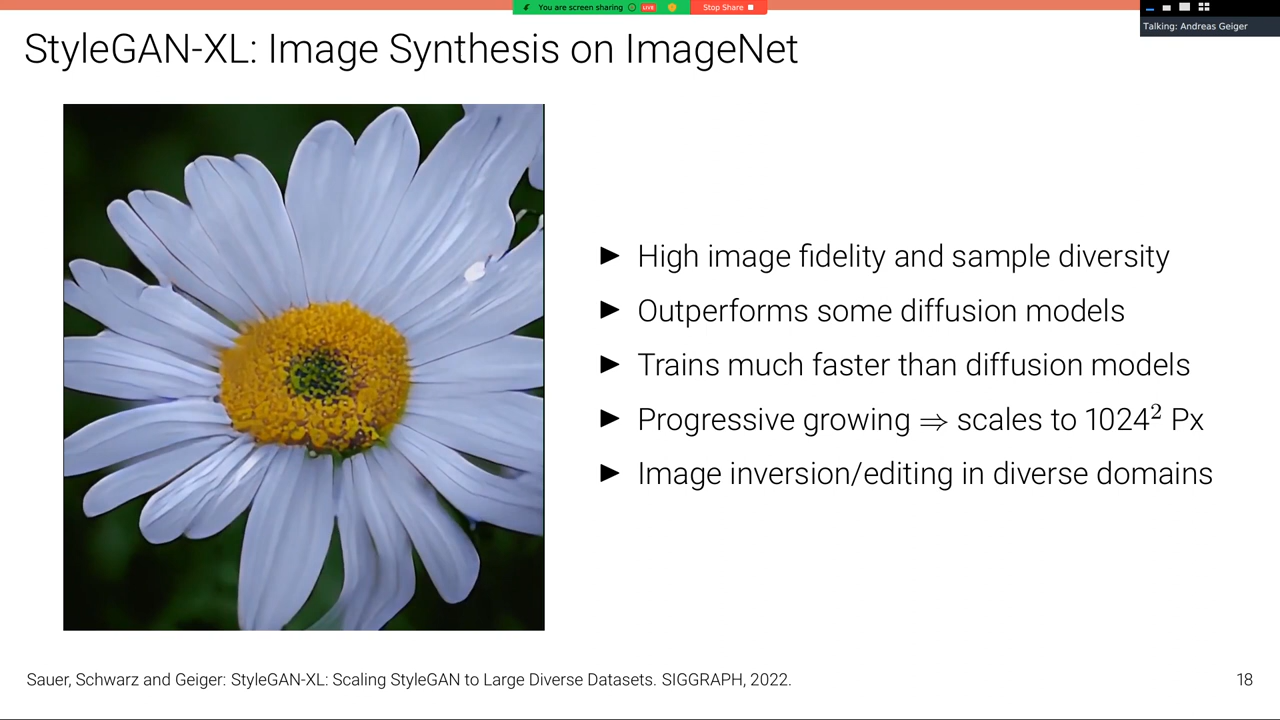 You are screen sharing LIVE Stop Share
Talking: Andreas Geiger
StyleGAN-XL: Image Synthesis on ImageNet
► High image fidelity and sample diversity
► Outperforms some diffusion models
► Trains much faster than diffusion models
► Progressive growing ⇒ scales to 1024² Px
► Image inversion/editing in diverse domains
Sauer, Schwarz and Geiger: StyleGAN-XL: Scaling StyleGAN to Large Diverse Datasets. SIGGRAPH, 2022.
18